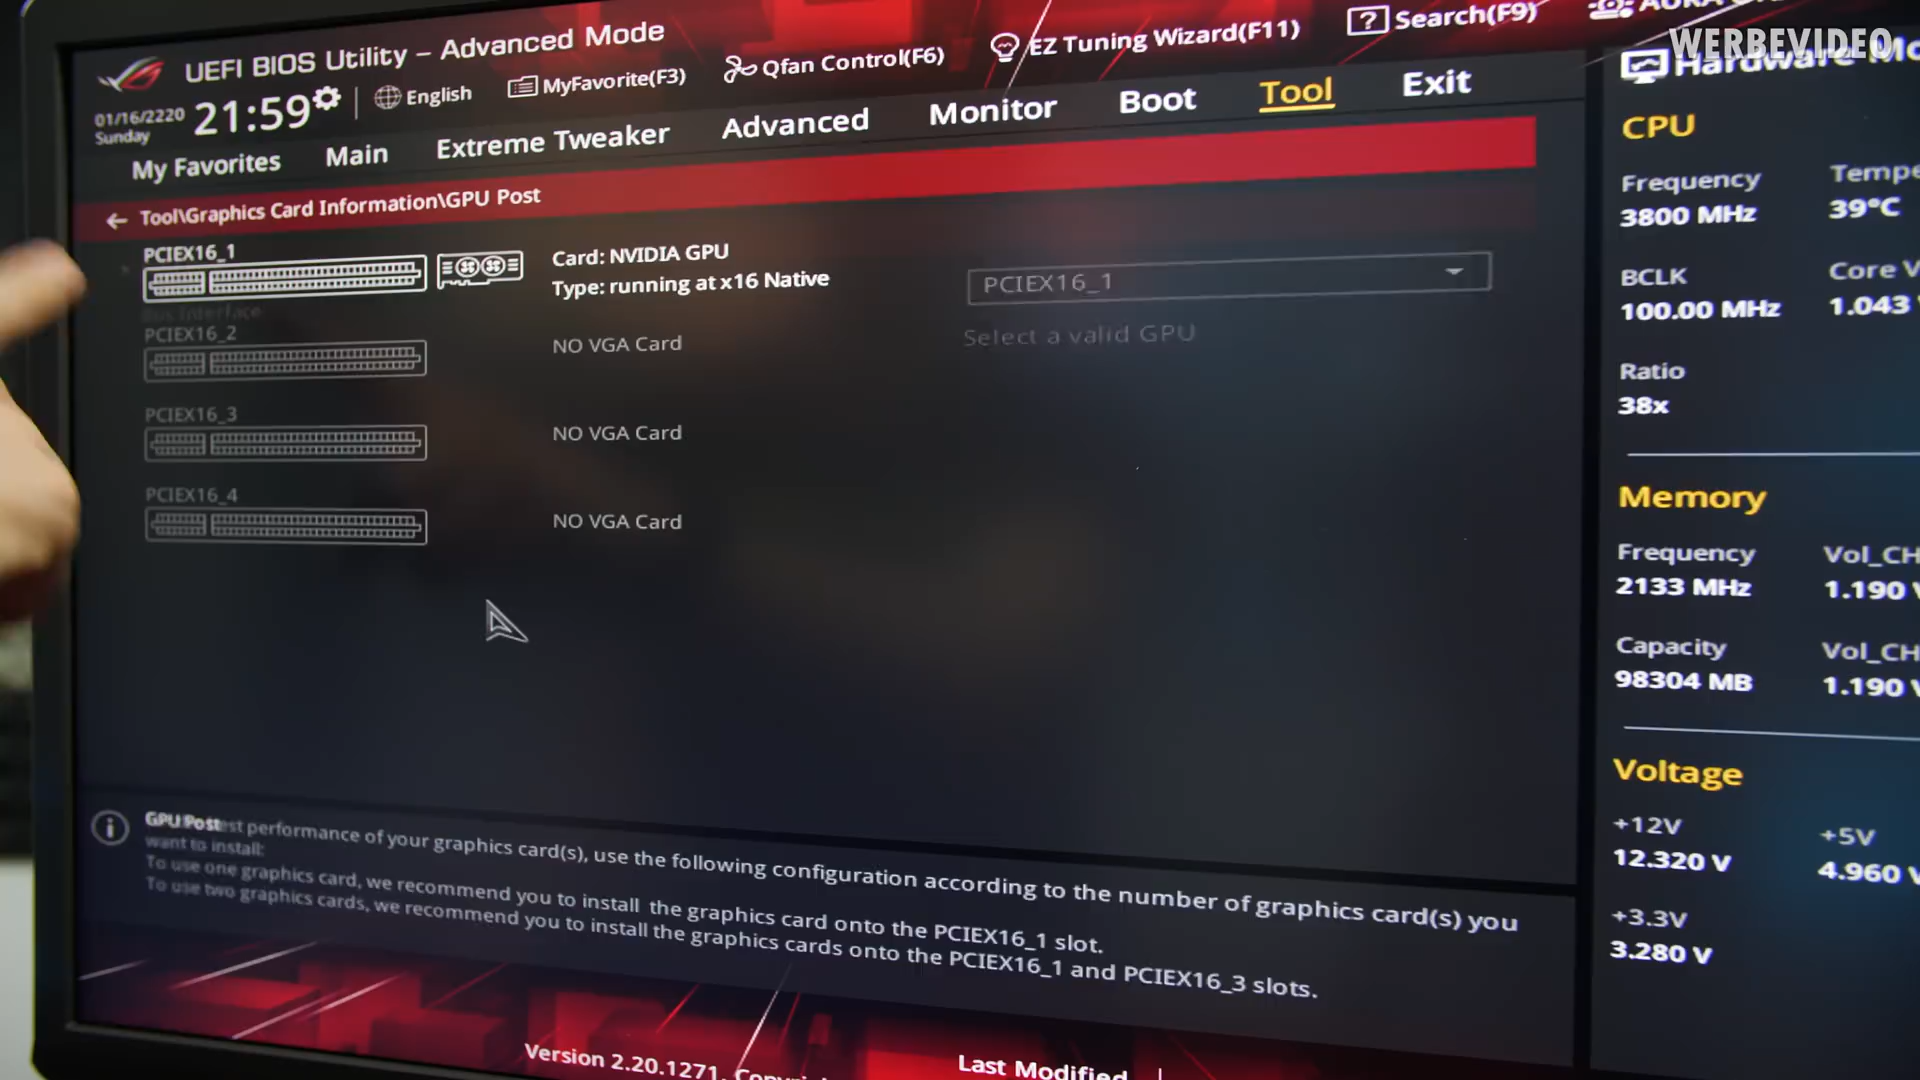 WERBEVIDEO
UEFI BIOS Utility – Advanced Mode
01/16/2220
Sunday
21:59
English
MyFavorite(F3)
Qfan Control(F6)
EZ Tuning Wizard(F11)
Search(F9)
My Favorites
Main
Extreme Tweaker
Advanced
Monitor
Boot
Tool
Exit
Tool\Graphics Card Information\GPU Post
PCIEX16_1
Card: NVIDIA GPU
Type: running at x16 Native
PCIEX16_1
Select a valid GPU
Bus Interface
PCIEX16_2
NO VGA Card
PCIEX16_3
NO VGA Card
PCIEX16_4
NO VGA Card
GPU Post
performance of your graphics card(s), use the following configuration according to the number of graphics card(s) you
want to install:
To use one graphics card, we recommend you to install the graphics card onto the PCIEX16_1 slot.
To use two graphics cards, we recommend you to install the graphics cards onto the PCIEX16_1 and PCIEX16_3 slots.
Version 2.20.1271.
Last Modified
Hardware
CPU
Frequency
3800 MHz
39°C
BCLK
100.00 MHz
Core
1.043
Ratio
38x
Memory
Frequency
2133 MHz
Vol_CH
1.190 V
Capacity
98304 MB
Vol_CH
1.190 V
Voltage
+12V
12.320 V
+5V
4.960 V
+3.3V
3.280 V